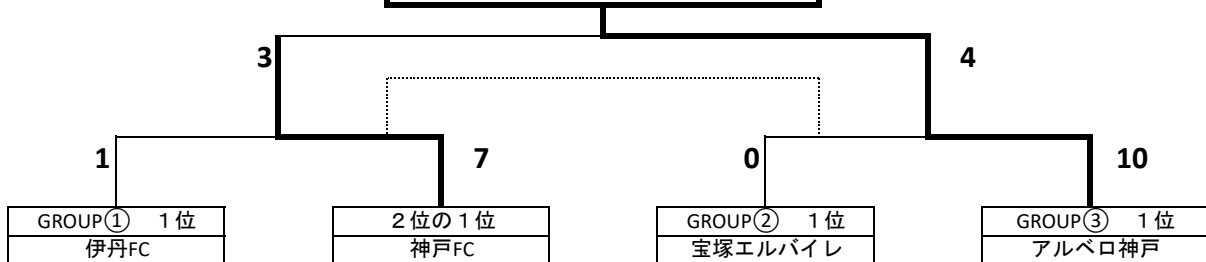 3
4
1
7
0
10
GROUP① 1位
2位の1位
GROUP② 1位
GROUP③ 1位
伊丹FC
神戸FC
宝塚エルバイレ
アルベロ神戸